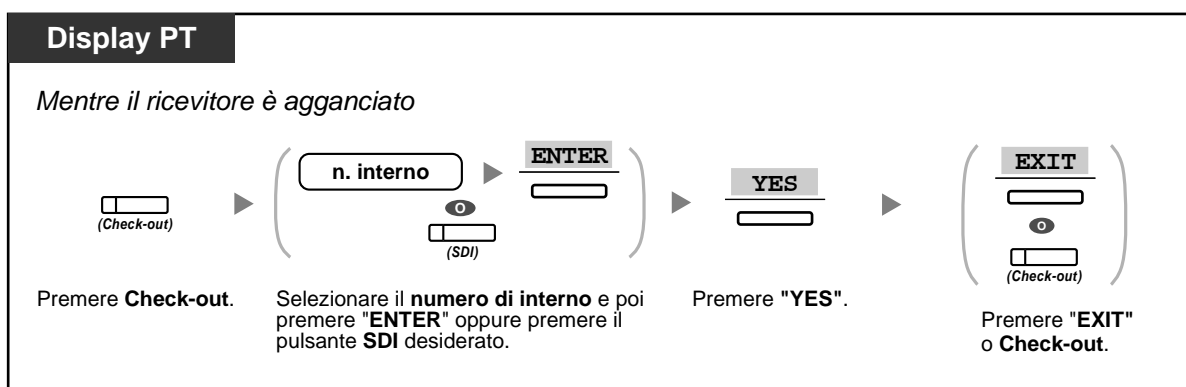 Display PT
Mentre il ricevitore è agganciato
(Check-out)
n. interno
ENTER
O
(SDI)
YES
EXIT
O
(Check-out)
Premere Check-out.
Selezionare il numero di interno e poi
premere "ENTER" oppure premere il
pulsante SDI desiderato.
Premere "YES".
Premere "EXIT"
o Check-out.